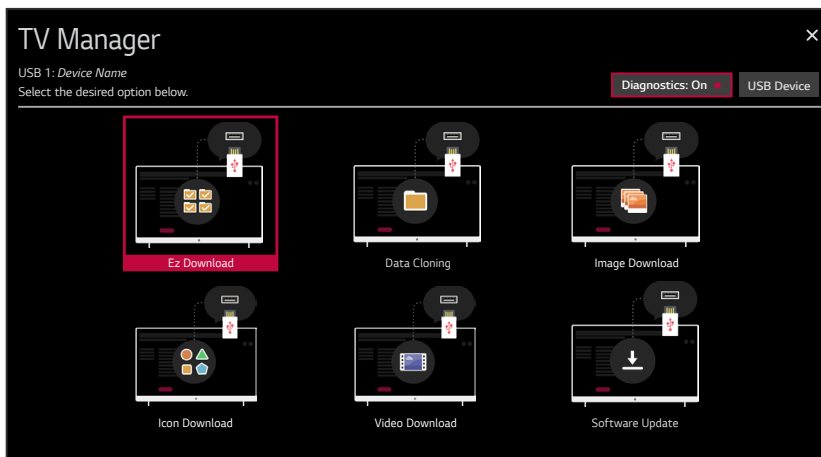 TV Manager
×
USB 1: Device Name
Select the desired option below.
Diagnostics: On
USB Device
Ez Download
Data Cloning
Image Download
Icon Download
Video Download
Software Update